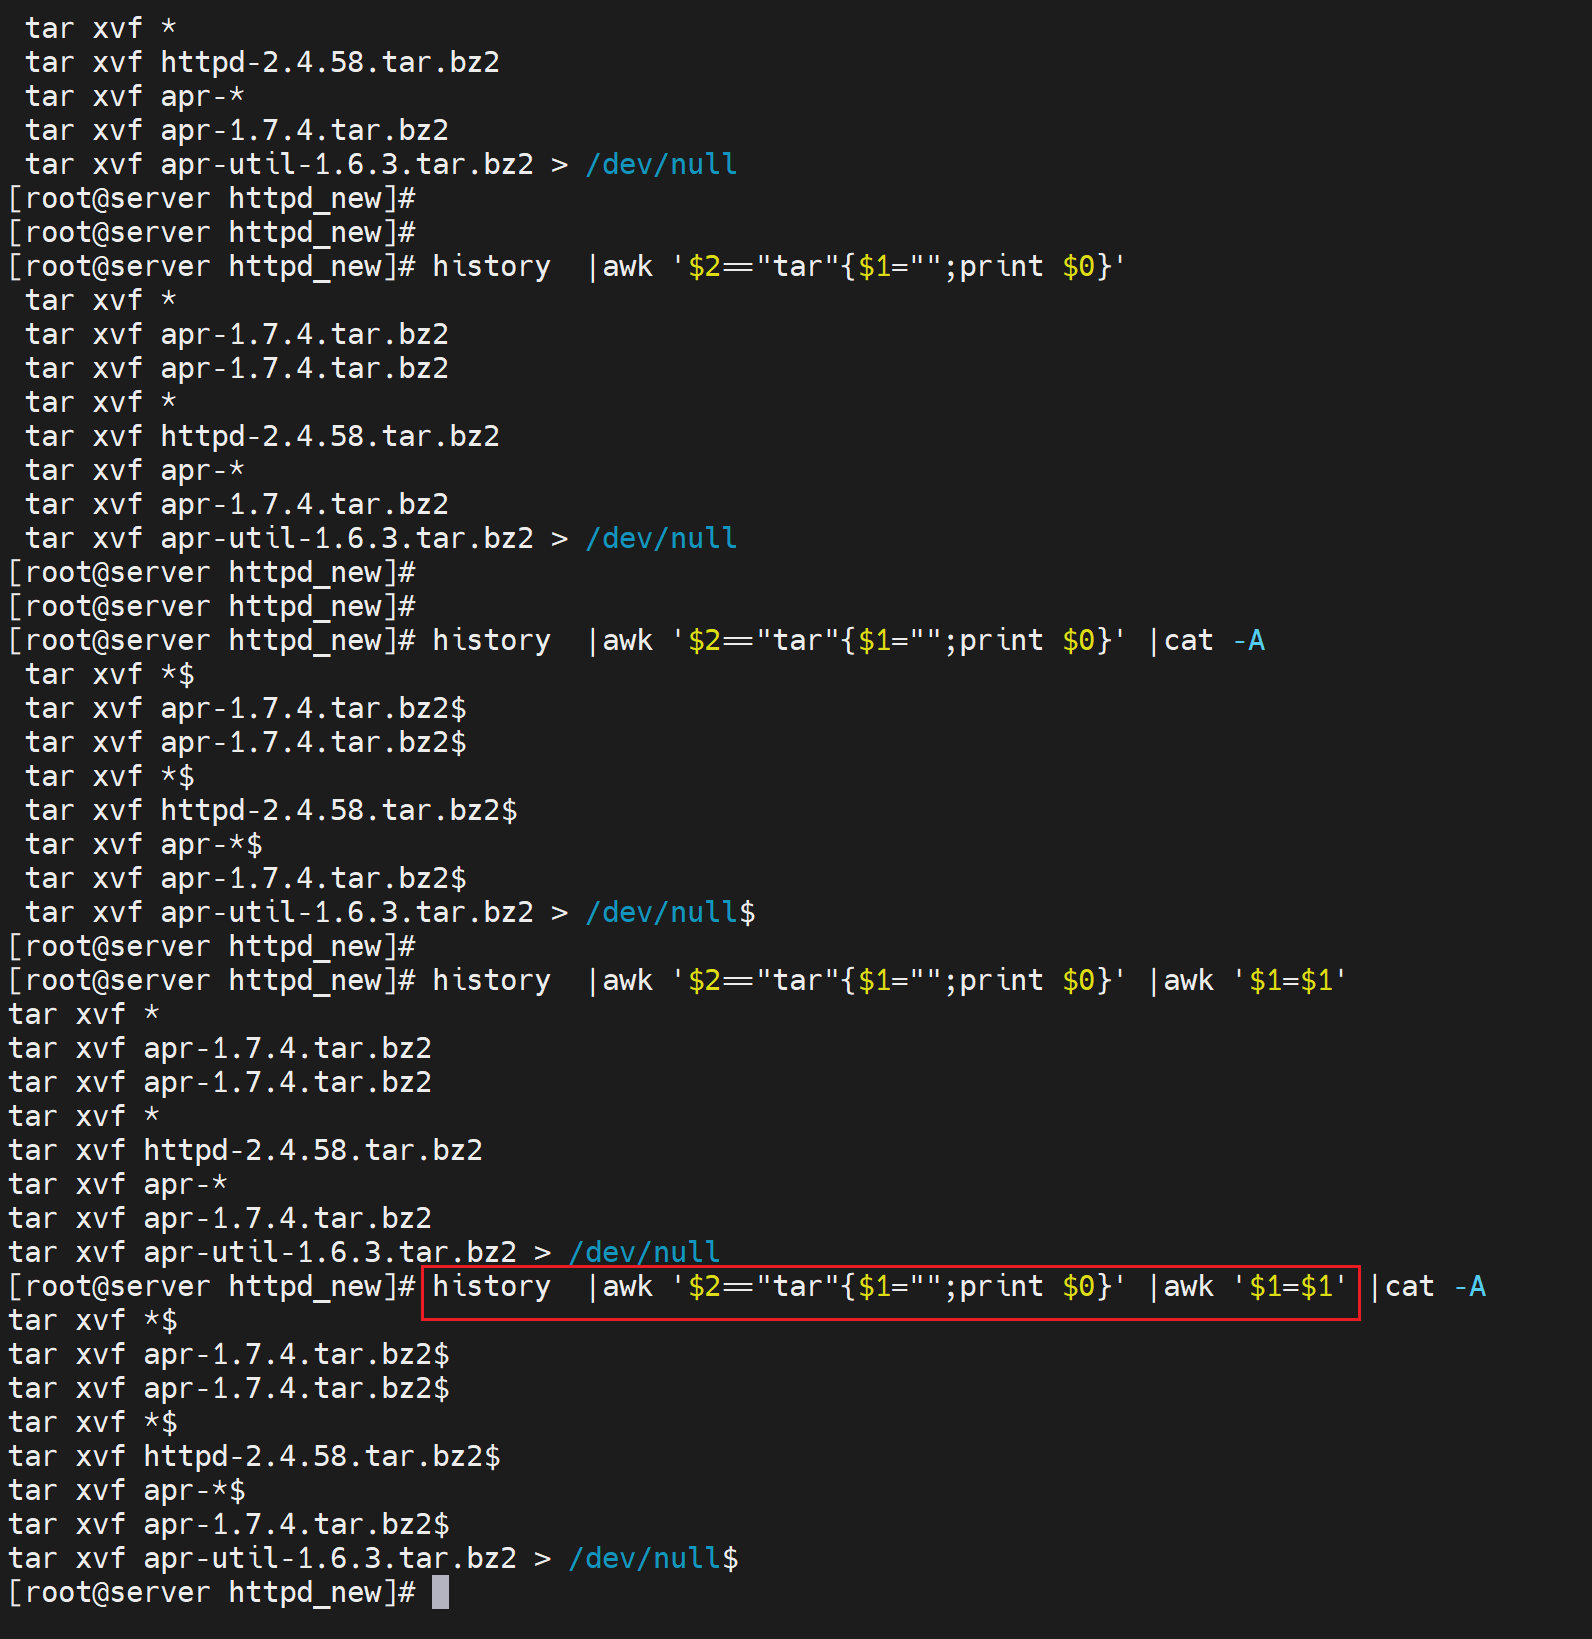 tar xvf *
tar xvf httpd-2.4.58.tar.bz2
tar xvf apr-*
tar xvf apr-1.7.4.tar.bz2
tar xvf apr-util-1.6.3.tar.bz2 > /dev/null
[root@server httpd_new]#
[root@server httpd_new]#
[root@server httpd_new]# history  |awk '$2=="tar"{$1="";print $0}'
tar xvf *
tar xvf apr-1.7.4.tar.bz2
tar xvf apr-1.7.4.tar.bz2
tar xvf *
tar xvf httpd-2.4.58.tar.bz2
tar xvf apr-*
tar xvf apr-1.7.4.tar.bz2
tar xvf apr-util-1.6.3.tar.bz2 > /dev/null
[root@server httpd_new]#
[root@server httpd_new]#
[root@server httpd_new]# history  |awk '$2=="tar"{$1="";print $0}' |cat -A
tar xvf *$
tar xvf apr-1.7.4.tar.bz2$
tar xvf apr-1.7.4.tar.bz2$
tar xvf *$
tar xvf httpd-2.4.58.tar.bz2$
tar xvf apr-*$
tar xvf apr-1.7.4.tar.bz2$
tar xvf apr-util-1.6.3.tar.bz2 > /dev/null$
[root@server httpd_new]#
[root@server httpd_new]# history  |awk '$2=="tar"{$1="";print $0}' |awk '$1=$1'
tar xvf *
tar xvf apr-1.7.4.tar.bz2
tar xvf apr-1.7.4.tar.bz2
tar xvf *
tar xvf httpd-2.4.58.tar.bz2
tar xvf apr-*
tar xvf apr-1.7.4.tar.bz2
tar xvf apr-util-1.6.3.tar.bz2 > /dev/null
[root@server httpd_new]# history  |awk '$2=="tar"{$1="";print $0}' |awk '$1=$1' |cat -A
tar xvf *$
tar xvf apr-1.7.4.tar.bz2$
tar xvf apr-1.7.4.tar.bz2$
tar xvf *$
tar xvf httpd-2.4.58.tar.bz2$
tar xvf apr-*$
tar xvf apr-1.7.4.tar.bz2$
tar xvf apr-util-1.6.3.tar.bz2 > /dev/null$
[root@server httpd_new]#